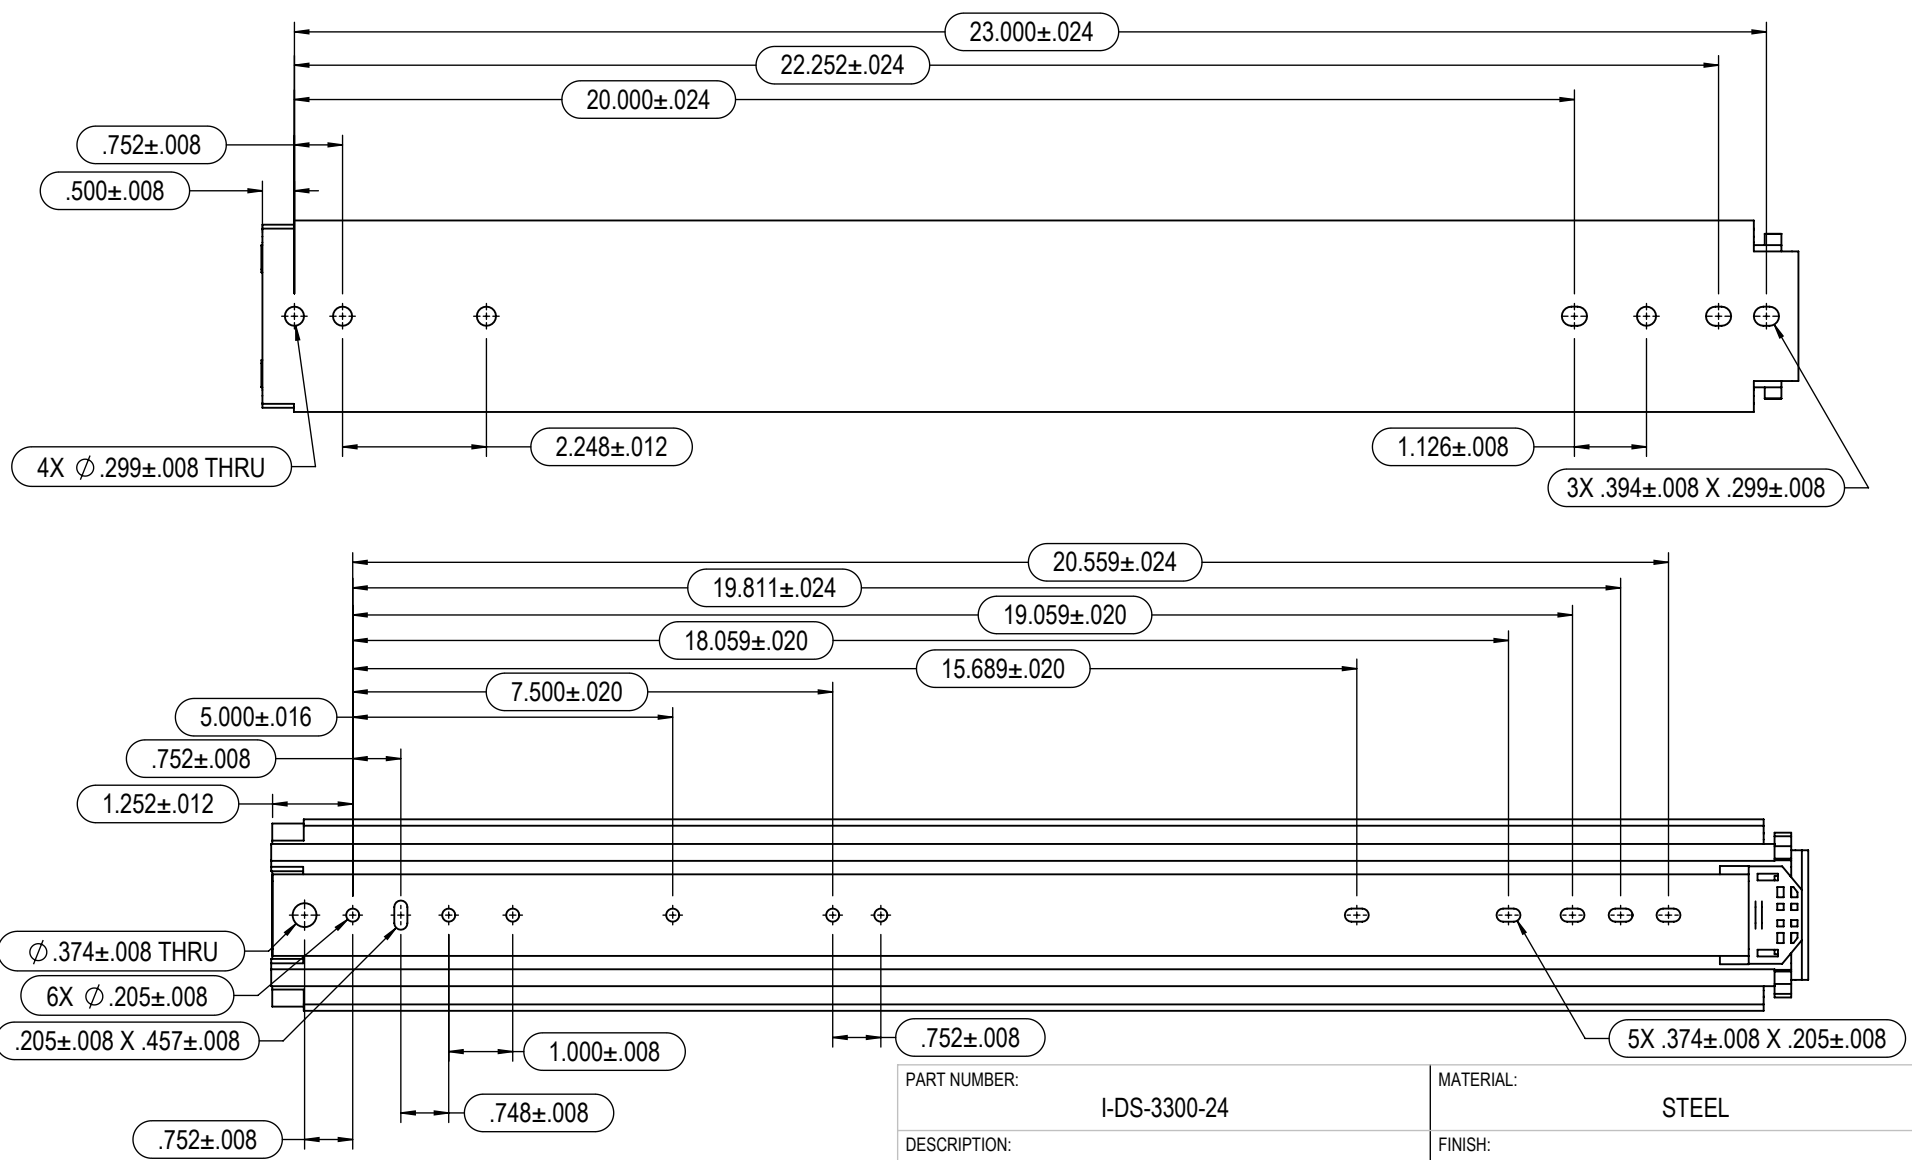 23.000±.024
22.252±.024
20.000±.024
.752±.008
.500±.008
4X ∅ .299±.008 THRU
2.248±.012
1.126±.008
3X .394±.008 X .299±.008
20.559±.024
19.811±.024
19.059±.020
18.059±.020
15.689±.020
7.500±.020
5.000±.016
.752±.008
1.252±.012
∅ .374±.008 THRU
6X ∅ .205±.008
.205±.008 X .457±.008
1.000±.008
.752±.008
5X .374±.008 X .205±.008
.748±.008
.752±.008
PART NUMBER:
I-DS-3300-24
MATERIAL:
STEEL
DESCRIPTION:
FINISH: